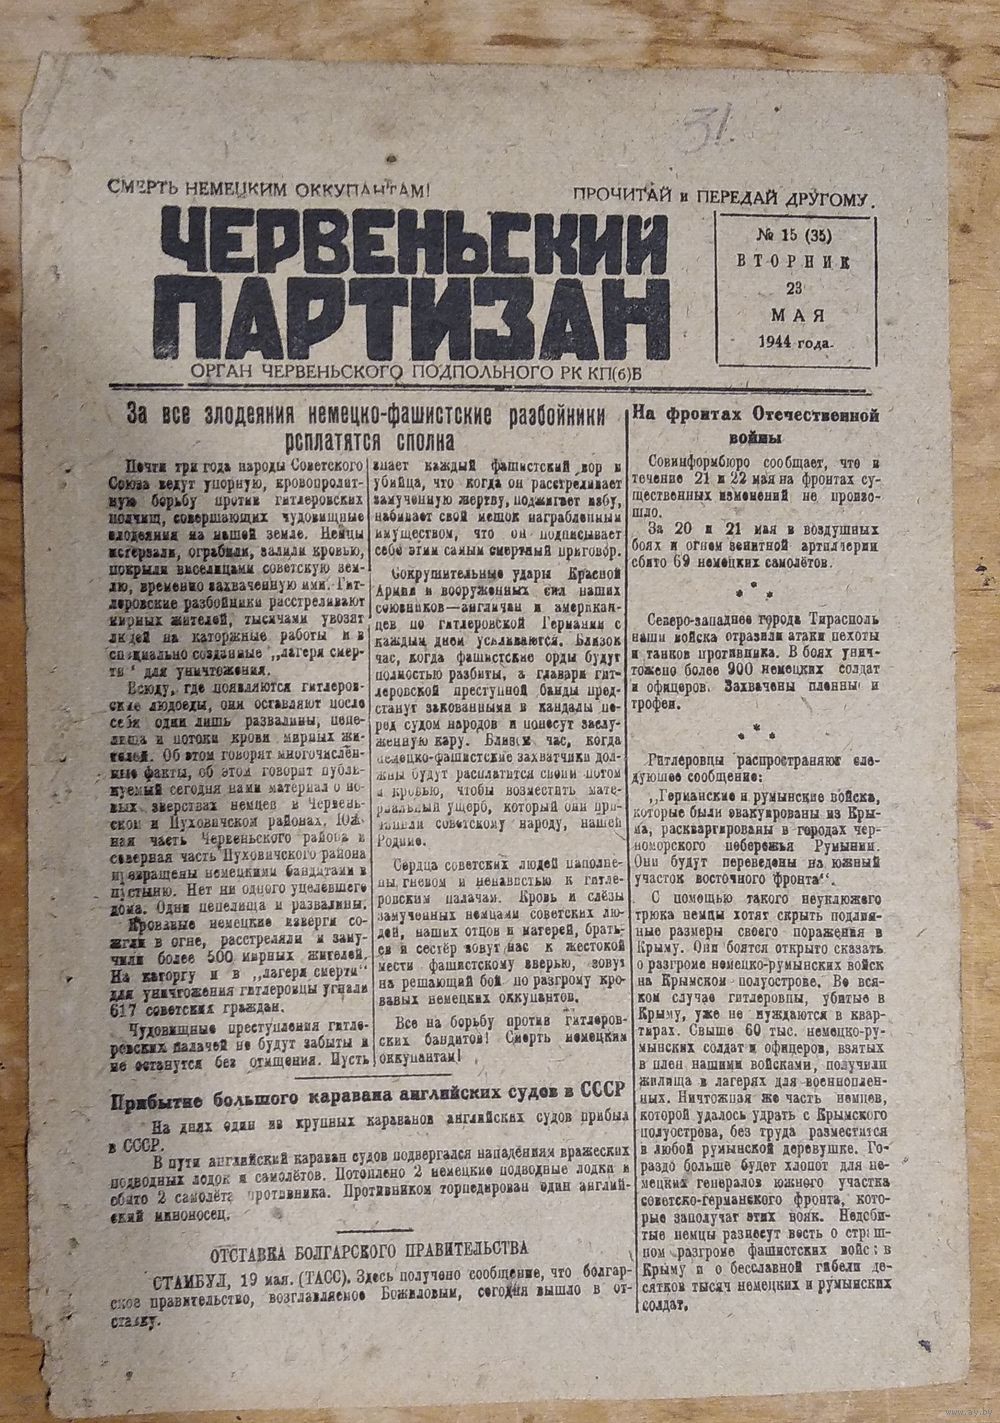 31.
СМЕРТЬ НЕМЕЦКИМ ОККУПАНТАМ!
ПРОЧИТАЙ и ПЕРЕДАЙ ДРУГОМУ.
ЧЕРВЕНЬСКИЙ
ПАРТИЗАН
ОРГАН ЧЕРВЕНЬСКОГО ПОДПОЛЬНОГО РК КП(б)Б
№ 15 (35)
ВТОРНИК
23
МАЯ
1944 года.
За все злодеяния немецко-фашистские разбойники
рсплатятся сполна
Почти три года народы Советского
Союза ведут упорную, кровопролит-
ную борьбу против гитлеровских
полчищ, совершающих чудовищные
злодеяния на нашей земле. Немцы
истерзали, ограбили, залили кровью,
покрыли виселицами советскую зем-
лю, временно захваченную ими. Гит-
леровские разбойники расстреливают
мирных жителей, тысячами увозят
людей на каторжные работы и в
специально созданные „лагеря смер-
ти" для уничтожения.
Всюду, где появляются гитлеров-
ские людоеды, они оставляют после
себя одни лишь развалины, пепе-
лища и потоки крови мирных жи-
телей. Об этом говорят многочислен-
ные факты, об этом говорит публи-
куемый сегодня нами материал о но-
вых зверствах немцев в Червень-
ском и Пуховичском районах. Юж-
ная часть Червеньского района и
северная часть Пуховичского района
превращены немецкими бандитами в
пустыню. Нет ни одного уцелевшего
дома. Одни пепелища и развалины.
Кровавые немецкие изверги со-
жгли в огне, расстреляли и заму-
чили более 500 мирных жителей.
На каторгу и в „лагеря смерти"
для уничтожения гитлеровцы угнали
617 советских граждан.
Чудовищные преступления гитле-
ровских палачей не будут забыты и
не останутся без отмщения. Пусть
знает каждый фашистский вор и
убийца, что когда он расстреливает
замученную жертву, поджигает избу,
набивает свой мешок награбленным
имуществом, что он подписывает
себе этим самым смертный приговор.
Сокрушительные удары Красной
Армии и вооруженных сил наших
союзников—англичан и американ-
цев по гитлеровской Германии с
каждым днем усиливаются. Близок
час, когда фашистские орды будут
полностью разбиты, а главари гит-
леровской преступной банды пред-
станут закованными в кандалы пе-
ред судом народов и понесут заслу-
женную кару. Близок час, когда
немецко-фашистские захватчики дол-
жны будут расплатится своим потом
и кровью, чтобы возместить мате-
риальный ущерб, который они при-
чинили советскому народу, нашей
Родине.
Сердца советских людей наполне-
ны гневом и ненавистью к гитле-
ровским палачам. Кровь и слёзы
замученных немцами советских лю-
дей, наших отцов и матерей, брать-
ев и сестёр зовут нас к жестокой
мести фашистскому зверью, зовут
на решающий бой по разгрому кро-
вавых немецких оккупантов.
Все на борьбу против гитлеров-
ских бандитов! Смерть немецким
оккупантам!
Прибытие большого каравана английских судов в СССР
На днях один из крупных караванов английских судов прибыл
в СССР.
В пути английский караван судов подвергался нападениям вражеских
подводных лодок и самолётов. Потоплено 2 немецкие подводные лодки и
сбито 2 самолёта противника. Противником торпедирован один англий-
ский миноносец.
ОТСТАВКА БОЛГАРСКОГО ПРАВИТЕЛЬСТВА
СТАМБУЛ, 19 мая. (ТАСС). Здесь получено сообщение, что болгар-
ское правительство, возглавляемое Божиловым, сегодня вышло в от-
ставку.
На фронтах Отечественной
войны
Совинформбюро сообщает, что в
течение 21 и 22 мая на фронтах су-
щественных изменений не произо-
шло.
За 20 и 21 мая в воздушных
боях и огнем зенитной артиллерии
сбито 69 немецких самолётов.
* * *
Северо-западнее города Тирасполь
наши войска отразили атаки пехоты
и танков противника. В боях унич-
тожено более 900 немецких солдат
и офицеров. Захвачены пленны и
трофеи.
* * *
Гитлеровцы распространяют сле-
дующее сообщение:
„Германские и румынские войска,
которые были эвакуированы из Кры-
ма, расквартированы в городах чер-
номорского побережья Румынии.
Они будут переведены на южный
участок восточного фронта".
С помощью такого неуклюжего
трюка немцы хотят скрыть подлин-
ные размеры своего поражения в
Крыму. Они боятся открыто сказать
о разгроме немецко-румынских войск
на Крымском полуострове. Во вся-
ком случае гитлеровцы, убитые в
Крыму, уже не нуждаются в квар-
тирах. Свыше 60 тыс. немецко-ру-
мынских солдат и офицеров, взятых
в плен нашими войсками, получили
жилища в лагерях для военноплен-
ных. Ничтожная же часть немцев,
которой удалось удрать с Крымского
полуострова, без труда разместится
в любой румынской деревушке. Го-
раздо больше будет хлопот для не-
мецких генералов южного участка
советско-германского фронта, кото-
рые заполучат этих вояк. Недоби-
тые немцы разнесут весть о страш-
ном разгроме фашистских войск в
Крыму и о бесславной гибели де-
сятков тысяч немецких и румынских
солдат.
www.ay.by